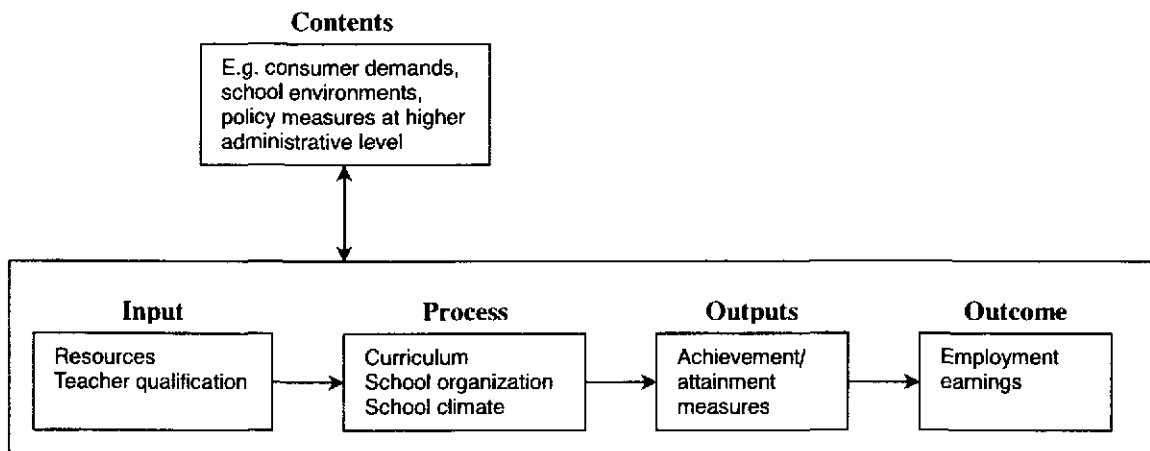 Contents
E.g. consumer demands,
school environments,
policy measures at higher
administrative level
Input
Resources
Teacher qualification
Process
Curriculum
School organization
School climate
Outputs
Achievement/
attainment
measures
Outcome
Employment
earnings